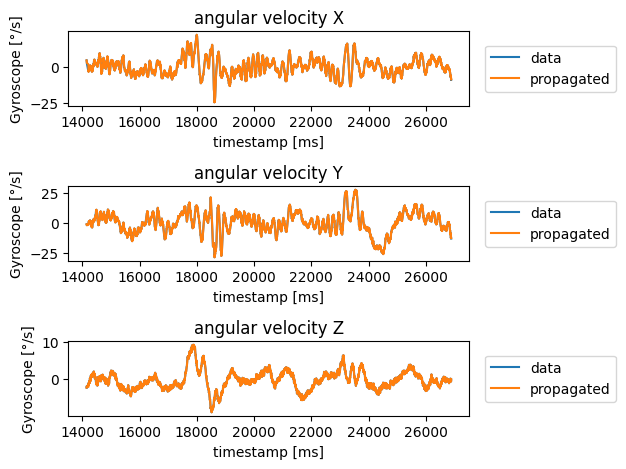 angular velocity X
Gyroscope [°/s]
0
−25
14000 16000 18000 20000 22000 24000 26000
timestamp [ms]
data
propagated
angular velocity Y
Gyroscope [°/s]
25
0
−25
14000 16000 18000 20000 22000 24000 26000
timestamp [ms]
data
propagated
angular velocity Z
Gyroscope [°/s]
10
0
14000 16000 18000 20000 22000 24000 26000
timestamp [ms]
data
propagated